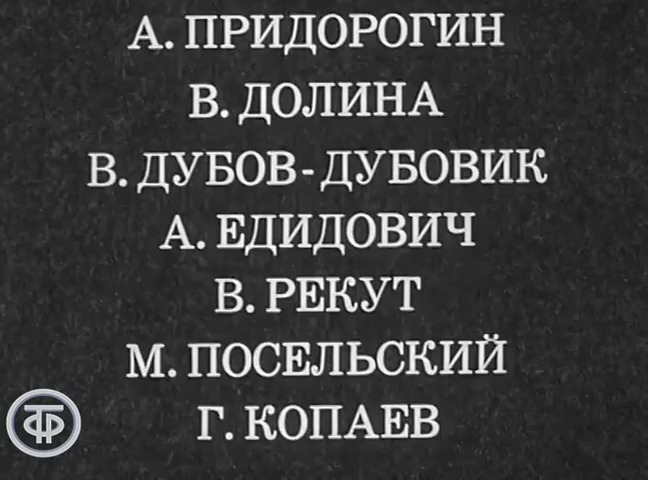 А. ПРИДОРОГИН
В. ДОЛИНА
В. ДУБОВ-ДУБОВИК
А. ЕДИДОВИЧ
В. РЕКУТ
М. ПОСЕЛЬСКИЙ
Г. КОПАЕВ